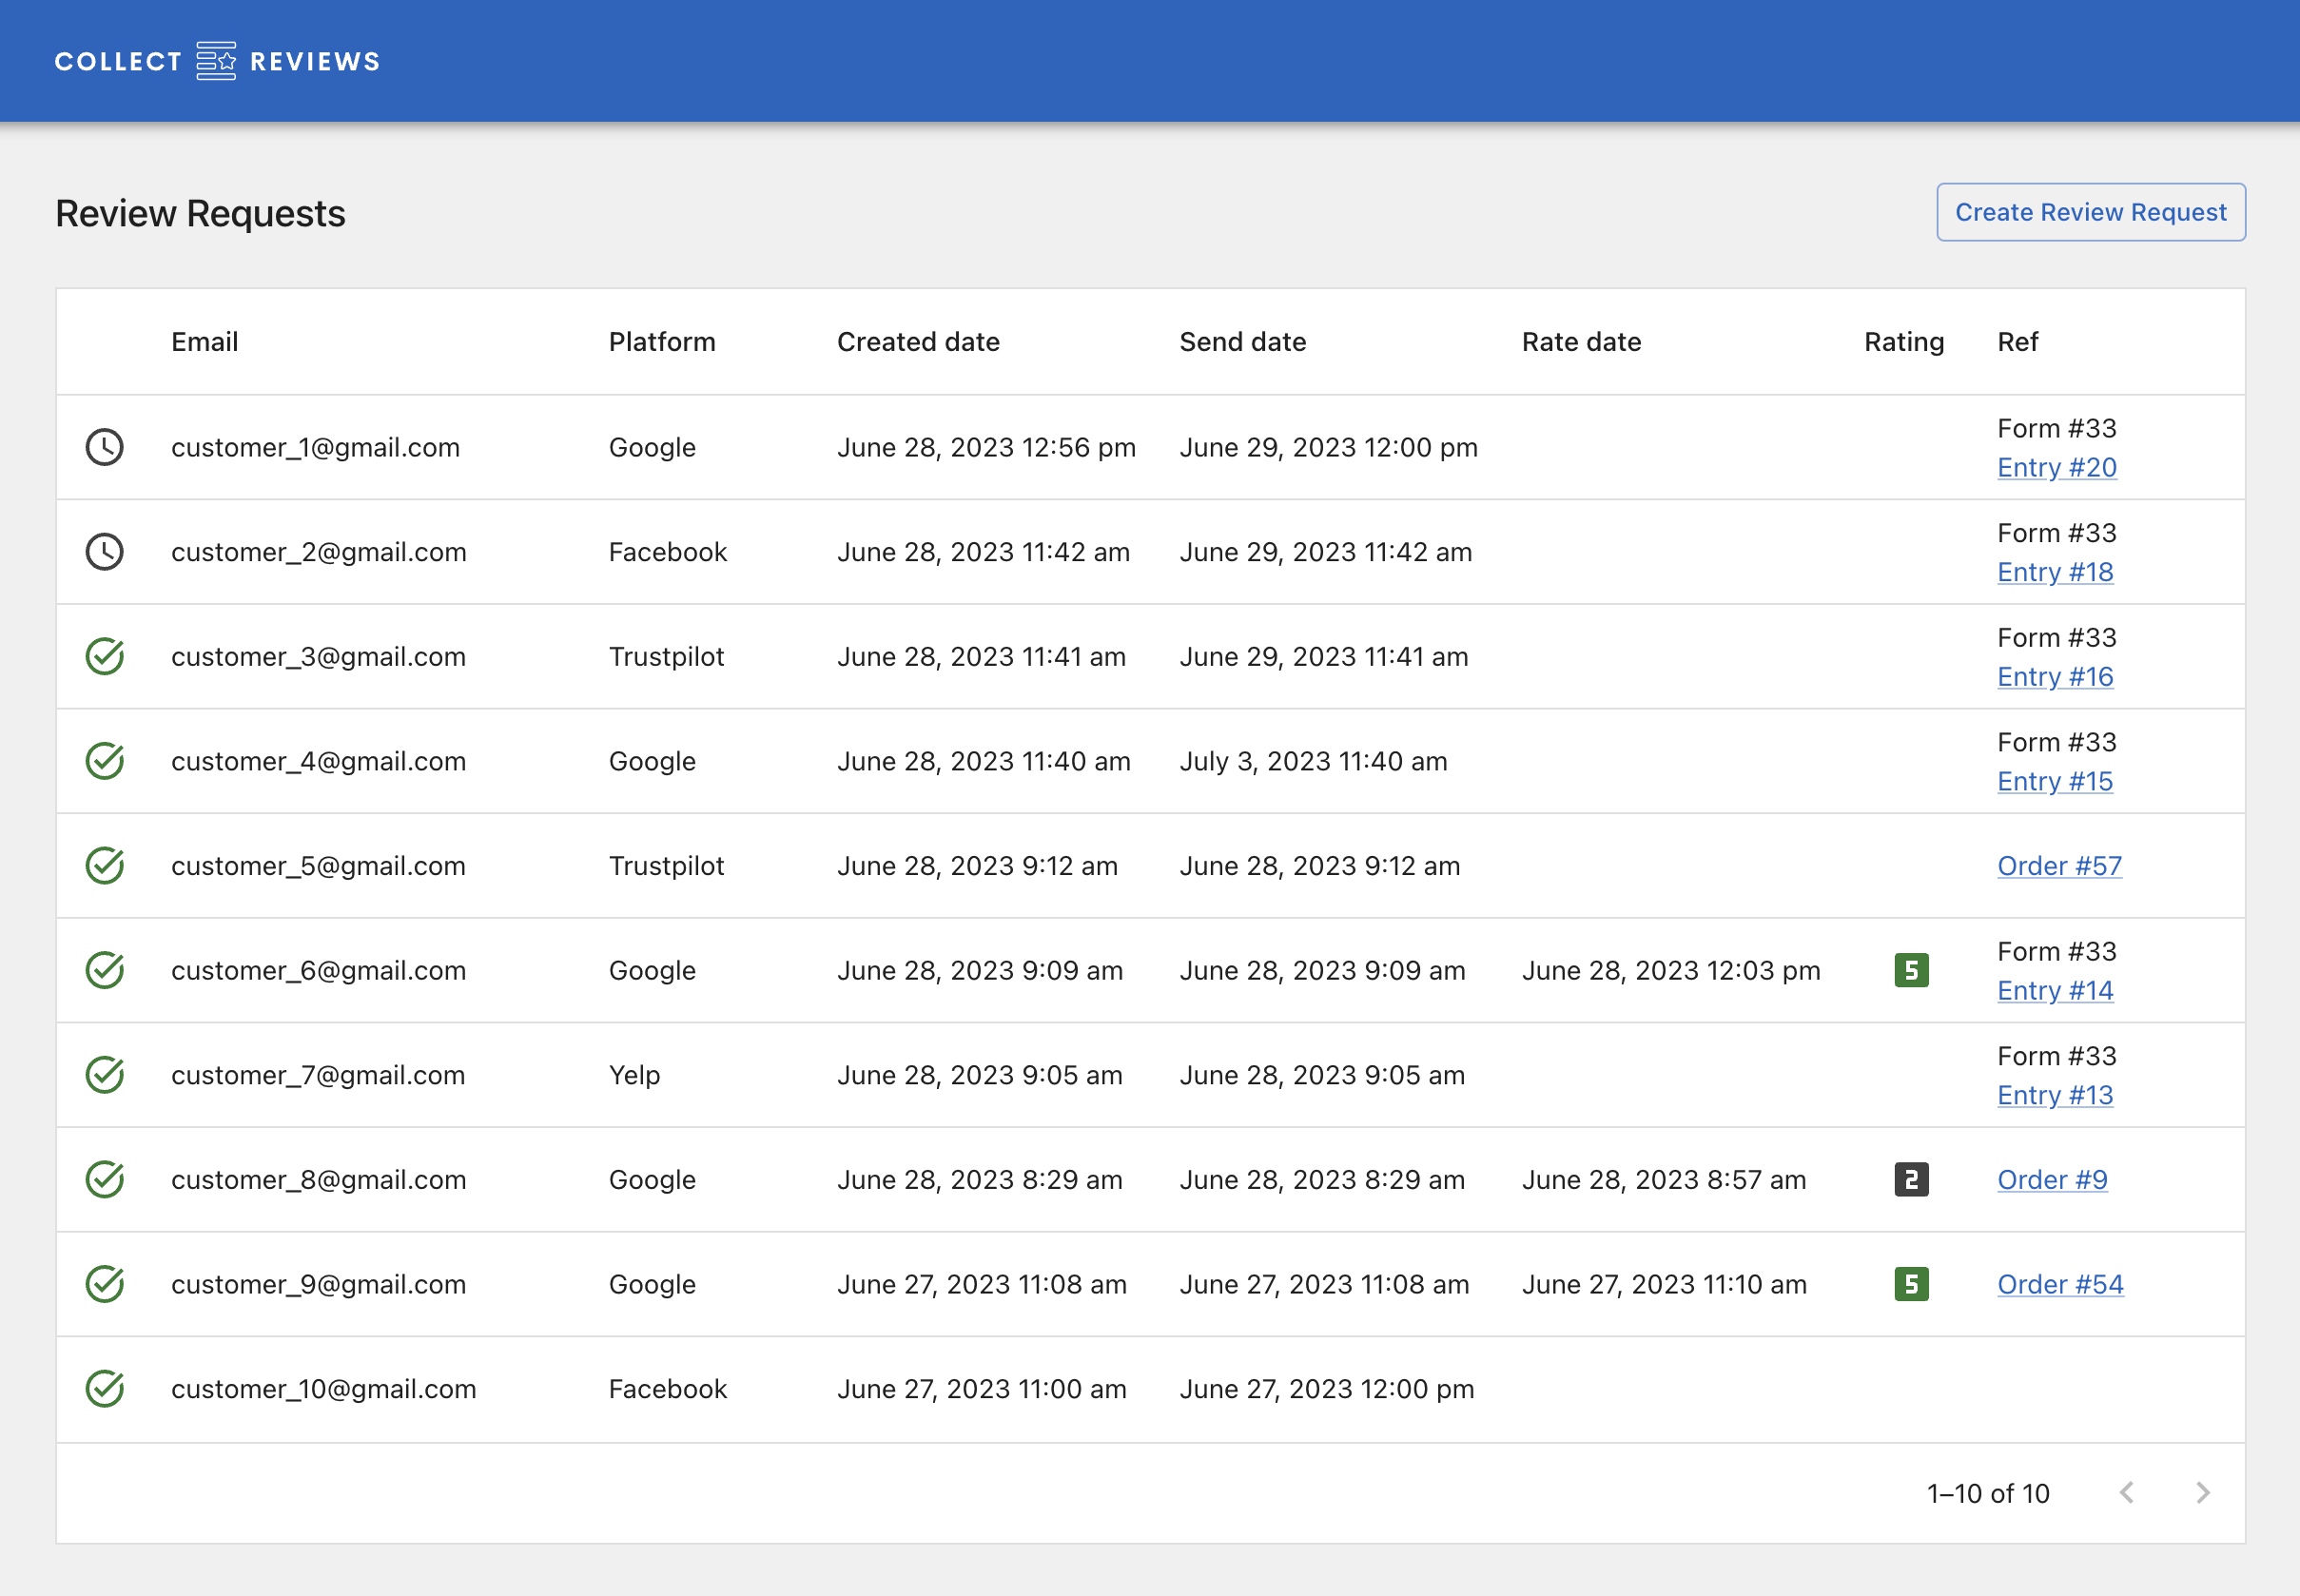 COLLECT REVIEWS
Review Requests
Create Review Request
Email Platform Created date Send date Rate date Rating Ref
customer_1@gmail.com Google June 28, 2023 12:56 pm June 29, 2023 12:00 pm Form #33
Entry #20
customer_2@gmail.com Facebook June 28, 2023 11:42 am June 29, 2023 11:42 am Form #33
Entry #18
customer_3@gmail.com Trustpilot June 28, 2023 11:41 am June 29, 2023 11:41 am Form #33
Entry #16
customer_4@gmail.com Google June 28, 2023 11:40 am July 3, 2023 11:40 am Form #33
Entry #15
customer_5@gmail.com Trustpilot June 28, 2023 9:12 am June 28, 2023 9:12 am Order #57
customer_6@gmail.com Google June 28, 2023 9:09 am June 28, 2023 9:09 am June 28, 2023 12:03 pm 5 Form #33
Entry #14
customer_7@gmail.com Yelp June 28, 2023 9:05 am June 28, 2023 9:05 am Form #33
Entry #13
customer_8@gmail.com Google June 28, 2023 8:29 am June 28, 2023 8:29 am June 28, 2023 8:57 am 2 Order #9
customer_9@gmail.com Google June 27, 2023 11:08 am June 27, 2023 11:08 am June 27, 2023 11:10 am 5 Order #54
customer_10@gmail.com Facebook June 27, 2023 11:00 am June 27, 2023 12:00 pm
1–10 of 10